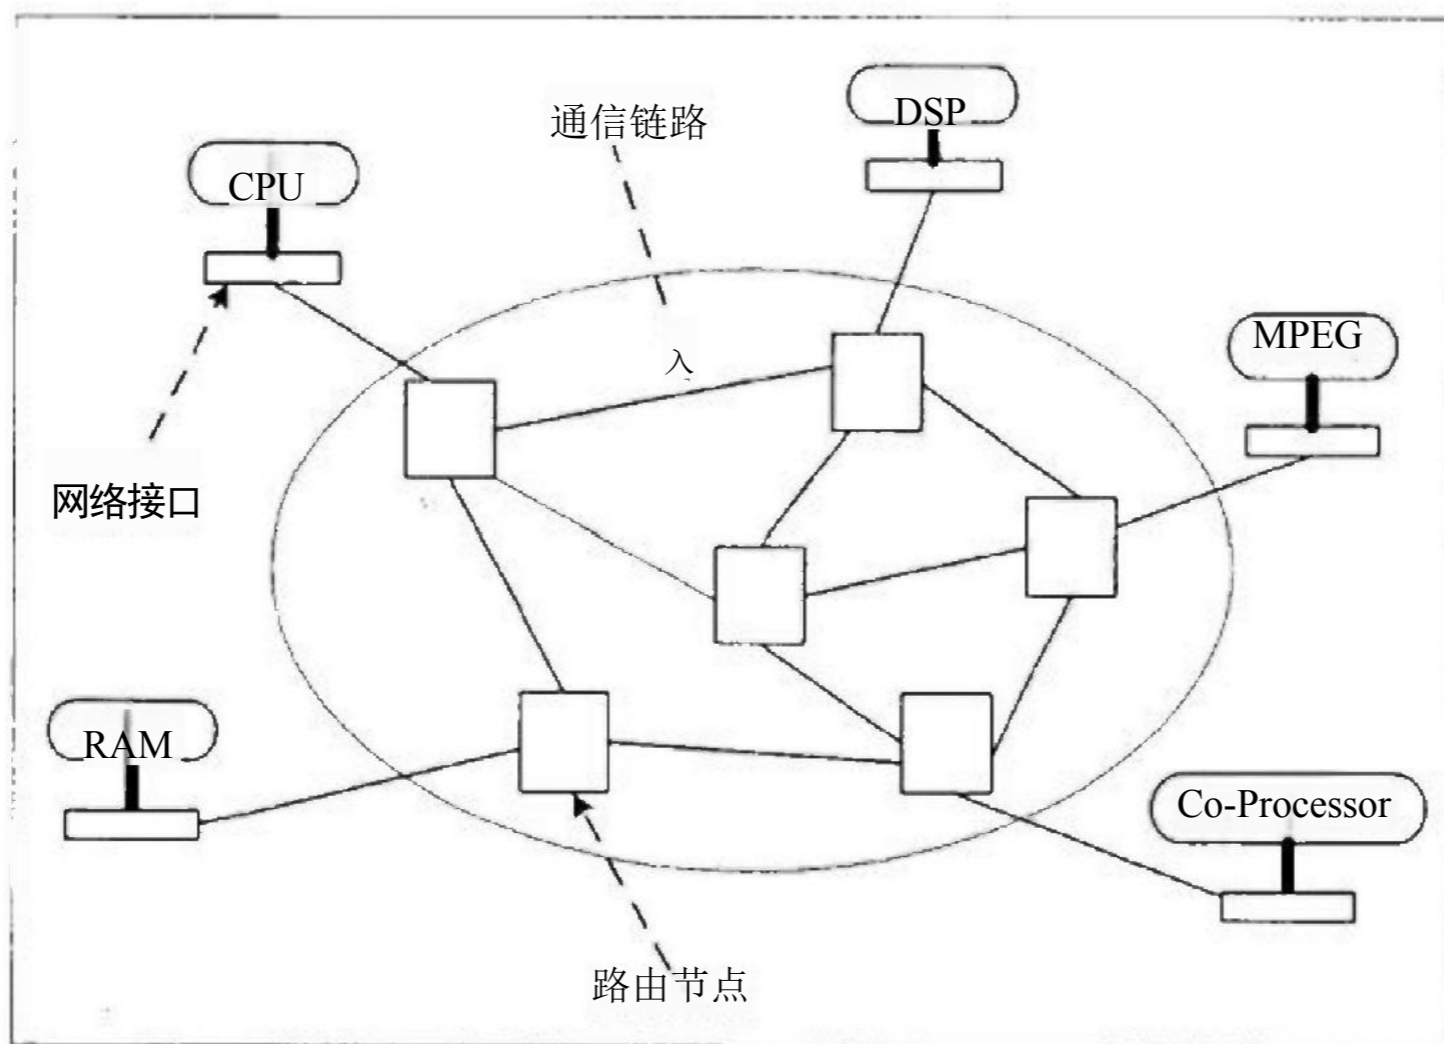 DSP
通信链路
CPU
MPEG
入
网络接口
RAM
Co-Processor
路由节点